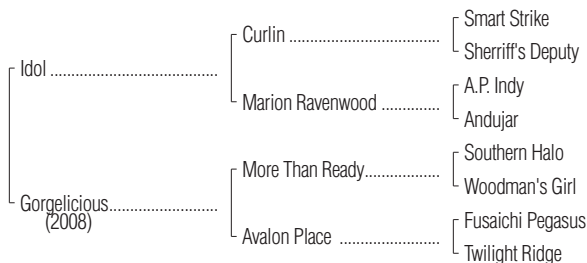 Smart Strike
Curlin ........................................
Sherriff's Deputy
Idol ............................................
A.P. Indy
Marion Ravenwood ..............
Andujar
Southern Halo
More Than Ready...................
Woodman's Girl
Gorgelicious.............................
(2008)
Fusaichi Pegasus
Avalon Place ..........................
Twilight Ridge